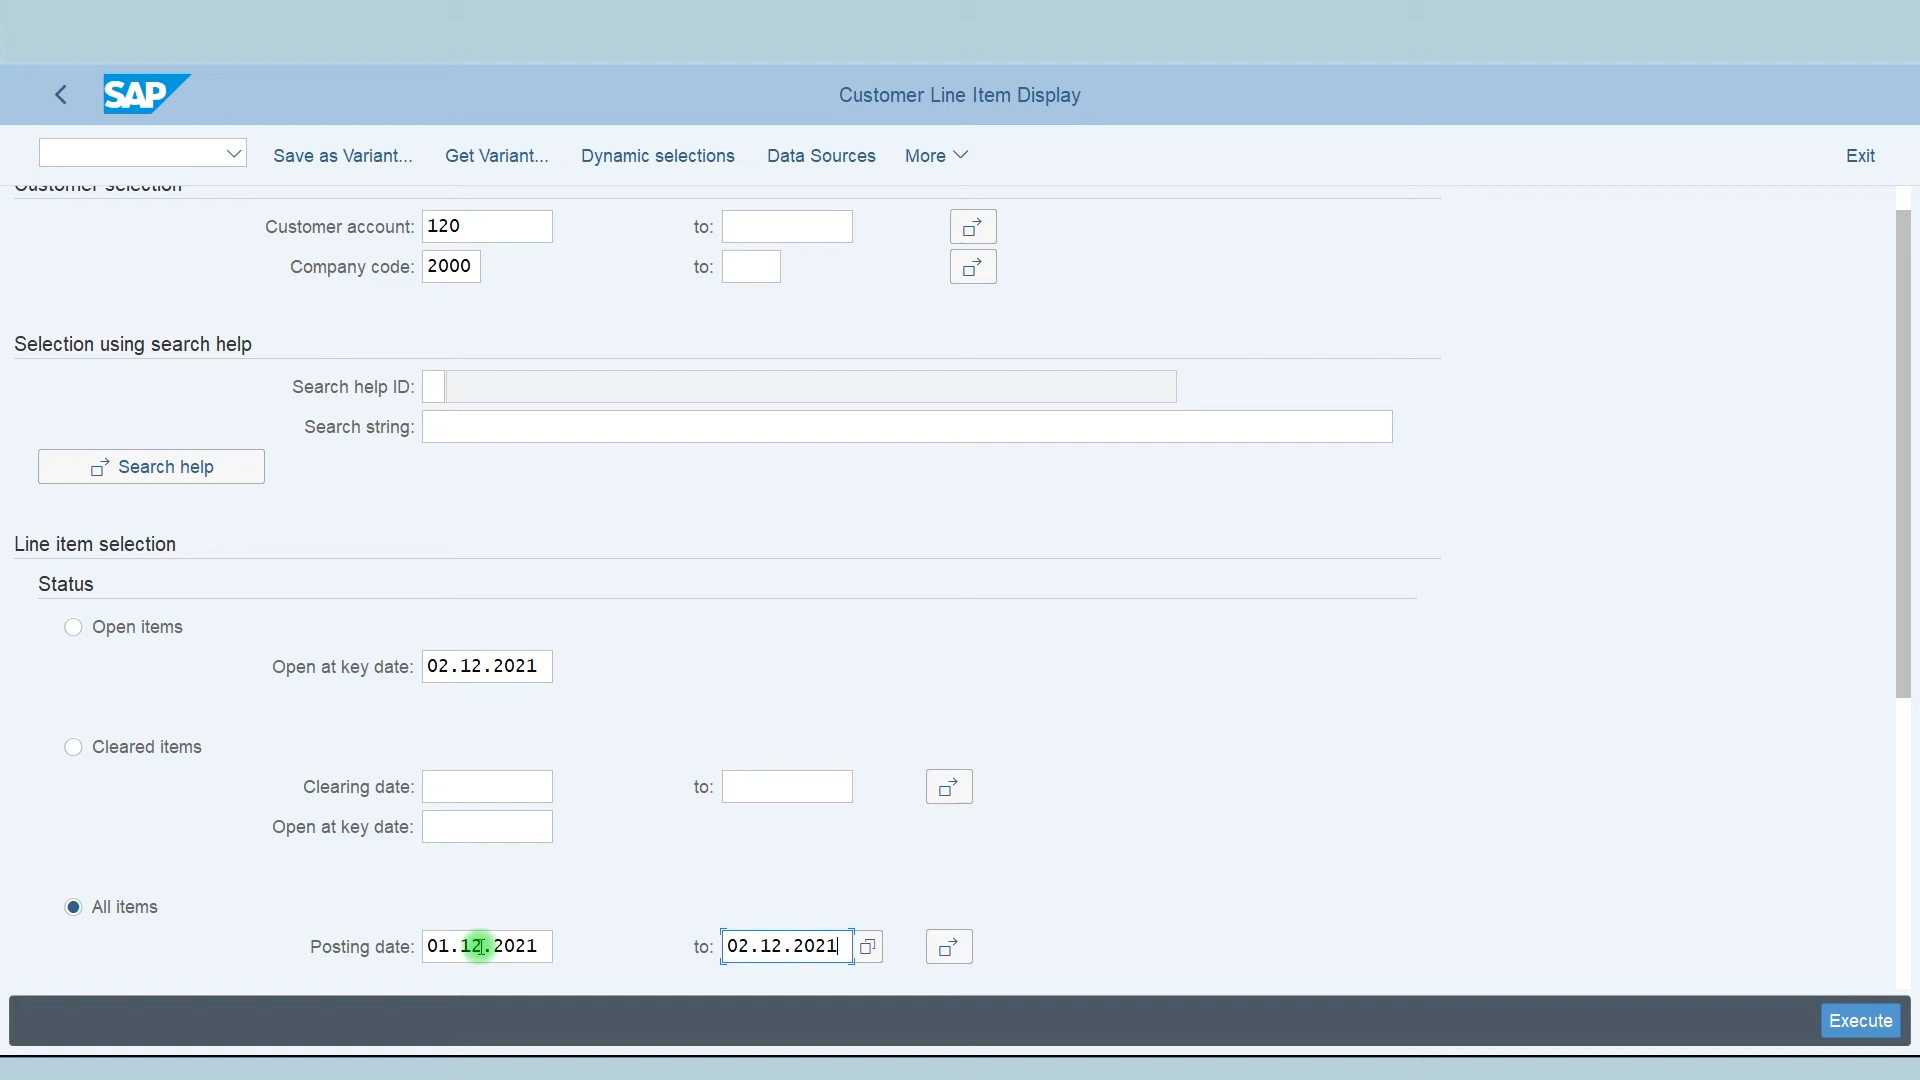 SAP
Customer Line Item Display
Save as Variant... Get Variant... Dynamic selections Data Sources More Exit
Customer selection
Customer account: 120 to:
Company code: 2000 to:
Selection using search help
Search help ID:
Search string:
Search help
Line item selection
Status
Open items
Open at key date: 02.12.2021
Cleared items
Clearing date: to:
Open at key date:
All items
Posting date: 01.12.2021 to: 02.12.2021
Execute